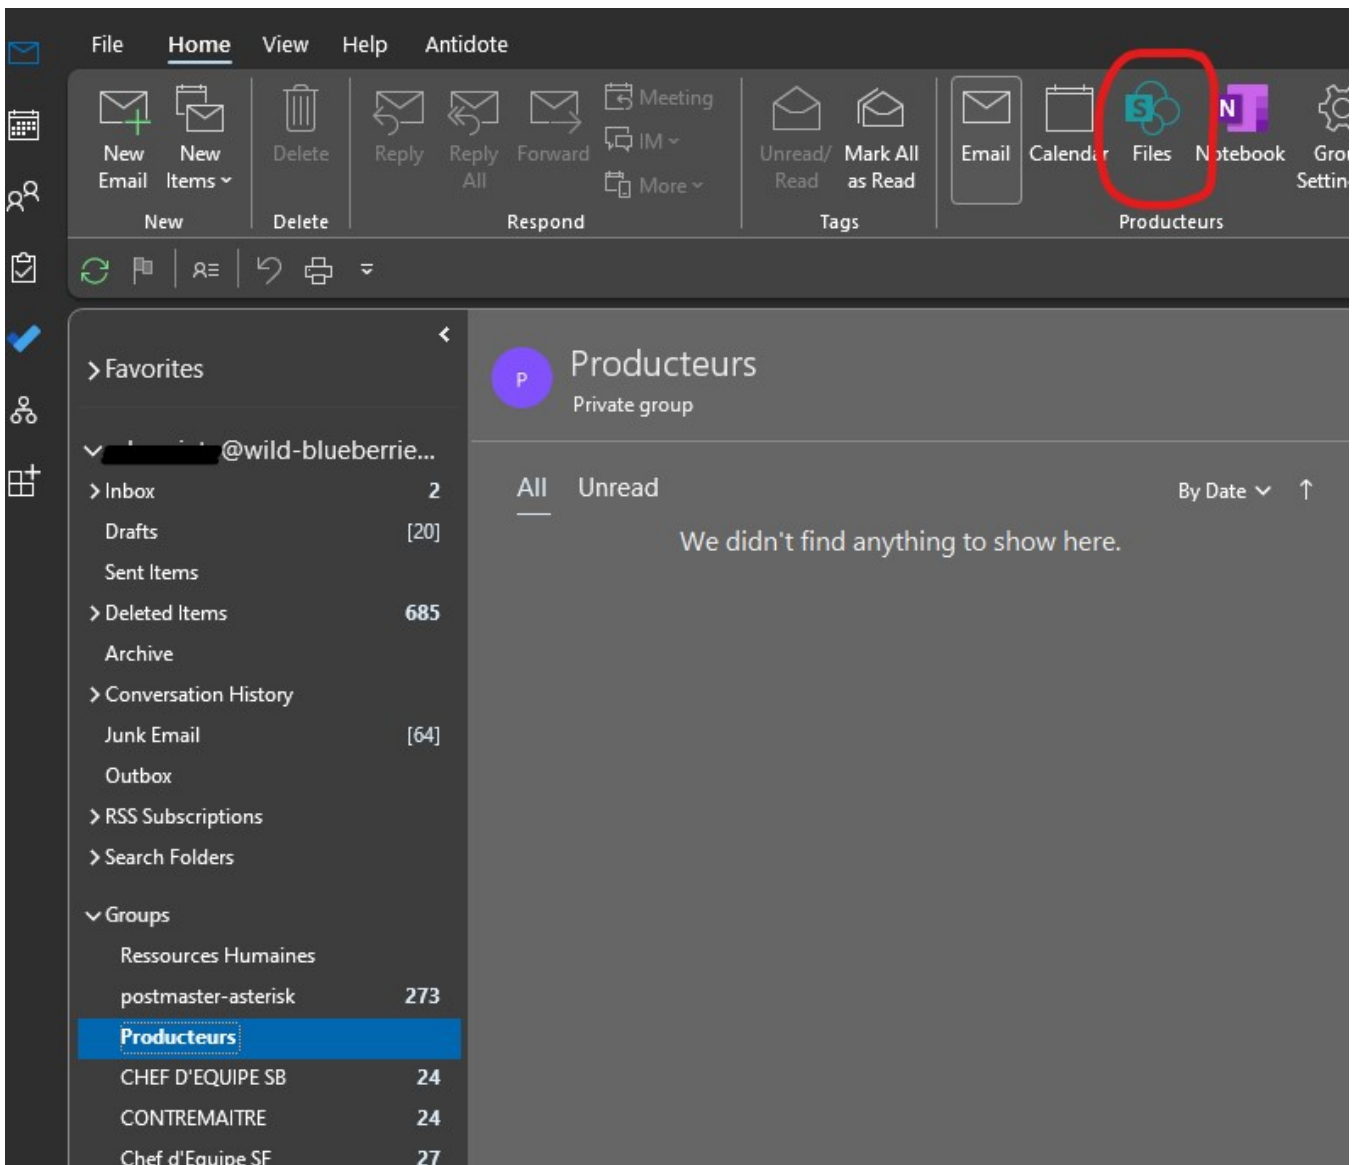 File Home View Help Antidote
New Email
New Items
Delete
Reply
Reply All
Forward
Meeting
IM
More
Unread/ Read
Mark All as Read
Email
Calendar
S
Files
N
Notebook
New
Delete
Respond
Tags
Producteurs
Favorites
@wild-blueberrie...
Inbox 2
Drafts [20]
Sent Items
Deleted Items 685
Archive
Conversation History
Junk Email [64]
Outbox
RSS Subscriptions
Search Folders
Groups
Ressources Humaines
postmaster-asterisk 273
Producteurs
CHEF D'EQUIPE SB 24
CONTREMAITRE 24
Chef d'Equipe SF 27
P
Producteurs
Private group
All Unread
By Date
We didn't find anything to show here.